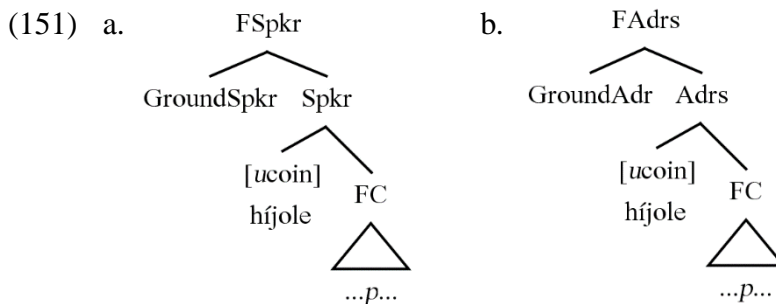 (151) a. FSpkr b. FAdrs
GroundSpkr Spkr GroundAdr Adrs
[ucoin] FC [ucoin] FC
híjole híjole
...p... ...p...